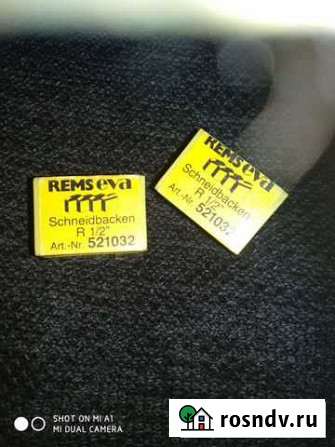 REMS eva
Schneidbacken
R 1/2"
Art.-Nr. 521032
REMS eva
Schneidbacken
R 1/2"
Art.-Nr. 521032
SHOT ON MI A1
MI DUAL CAMERA
rosndv.ru